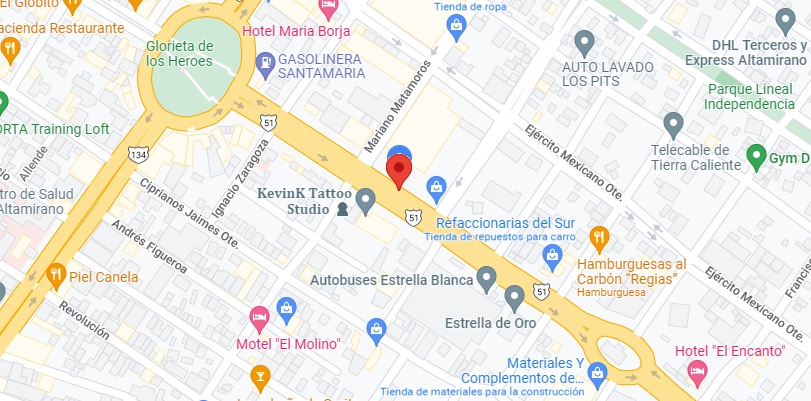 El Globito
Hacienda Restaurante
Hotel Maria Borja
Tienda de ropa
Glorieta de
los Heroes
GASOLINERA
SANTAMARIA
AUTO LAVADO
LOS PITS
DHL Terceros y
Express Altamirano
Parque Lineal
Independencia
Mariano Matamoros
51
134
Ejército Mexicano Ote.
Telecable de
Tierra Caliente
Gym D
Training Loft
Allende
Ignacio Zaragoza
Cipriano Jaimes Ote.
KevinK Tattoo
Studio
51
Refaccionarias del Sur
Tienda de repuestos para carro
tro de Salud
Altamirano
Andrés Figueroa
Piel Canela
Revolución
Autobuses Estrella Blanca
Estrella de Oro
51
Hamburguesas al
Carbón “Regias”
Hamburguesa
Ejército Mexicano Ote.
Francisc
Motel "El Molino"
Hotel "El Encanto"
Materiales Y
Complementos de...
Tienda de materiales para la construcción